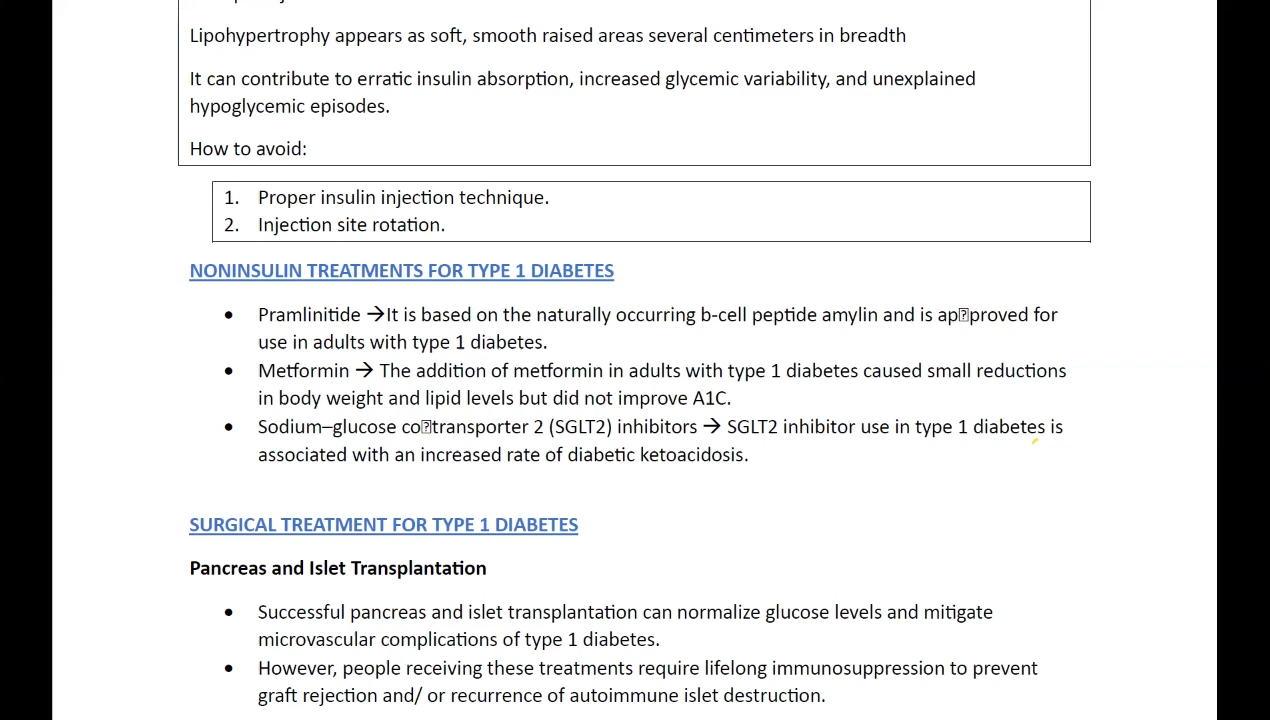 Lipohypertrophy appears as soft, smooth raised areas several centimeters in breadth
It can contribute to erratic insulin absorption, increased glycemic variability, and unexplained
hypoglycemic episodes.
How to avoid:
1. Proper insulin injection technique.
2. Injection site rotation.
NONINSULIN TREATMENTS FOR TYPE 1 DIABETES
• Pramlinitide →It is based on the naturally occurring b-cell peptide amylin and is ap�proved for
use in adults with type 1 diabetes.
• Metformin → The addition of metformin in adults with type 1 diabetes caused small reductions
in body weight and lipid levels but did not improve A1C.
• Sodium–glucose co�transporter 2 (SGLT2) inhibitors → SGLT2 inhibitor use in type 1 diabetes is
associated with an increased rate of diabetic ketoacidosis.
SURGICAL TREATMENT FOR TYPE 1 DIABETES
Pancreas and Islet Transplantation
• Successful pancreas and islet transplantation can normalize glucose levels and mitigate
microvascular complications of type 1 diabetes.
• However, people receiving these treatments require lifelong immunosuppression to prevent
graft rejection and/ or recurrence of autoimmune islet destruction.